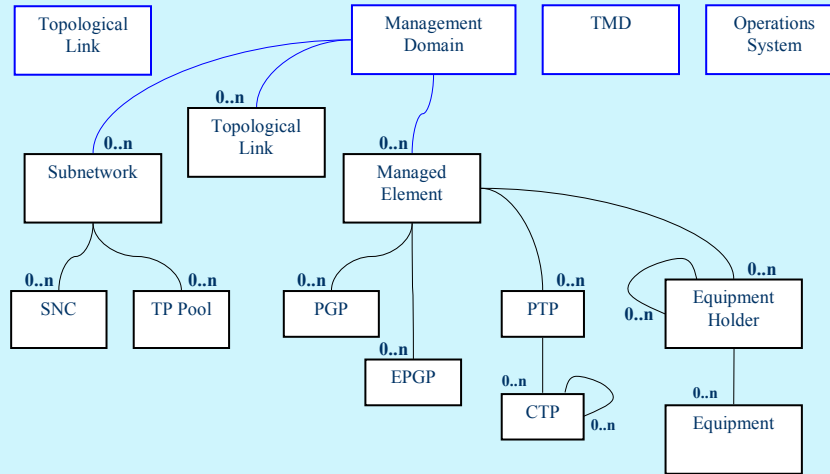 Topological
Link
Management
Domain
TMD
Operations
System
0..n
Topological
Link
0..n
Subnetwork
0..n
Managed
Element
0..n
SNC
0..n
TP Pool
0..n
PGP
0..n
EPGP
0..n
PTP
0..n
0..n
Equipment
Holder
0..n
CTP
0..n
0..n
Equipment